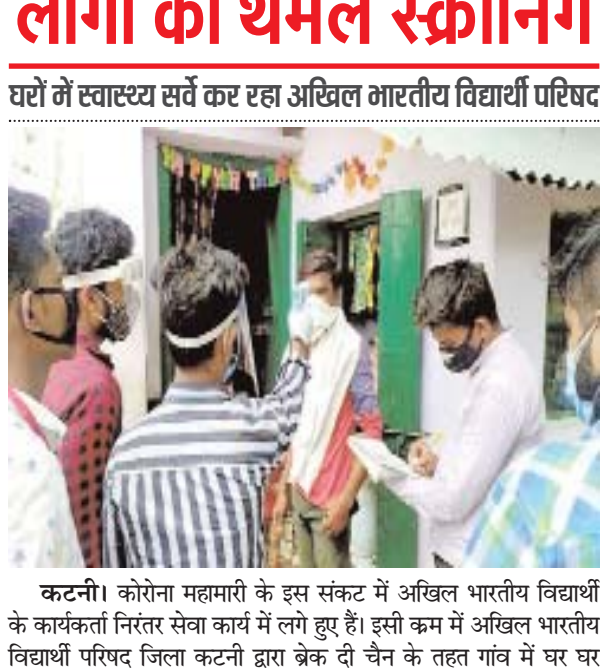 लोगों की थर्मल स्क्रीनिंग
घरों में स्वास्थ्य सर्वे कर रहा अखिल भारतीय विद्यार्थी परिषद
कटनी। कोरोना महामारी के इस संकट में अखिल भारतीय विद्यार्थी
के कार्यकर्ता निरंतर सेवा कार्य में लगे हुए हैं। इसी क्रम में अखिल भारतीय
विद्यार्थी परिषद जिला कटनी द्वारा ब्रेक दी चैन के तहत गांव में घर घर